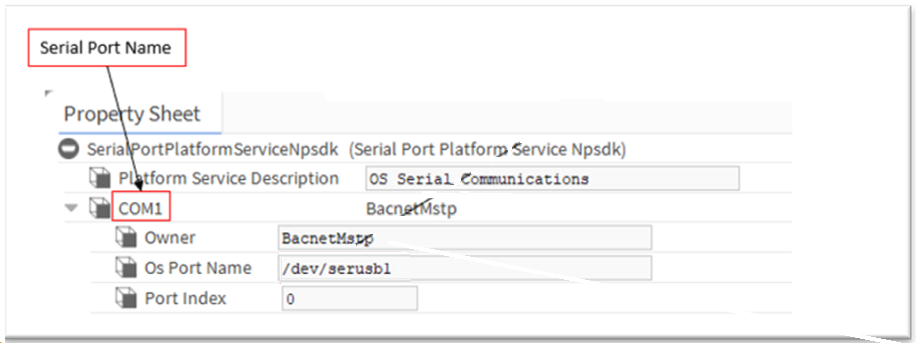 Serial Port Name
Property Sheet
SerialPortPlatformServiceNpsdk (Serial Port Platform Service Npsdk)
Platform Service Description OS Serial Communications
COM1 BacnetMstp
Owner BacnetMstp
Os Port Name /dev/serusb1
Port Index 0